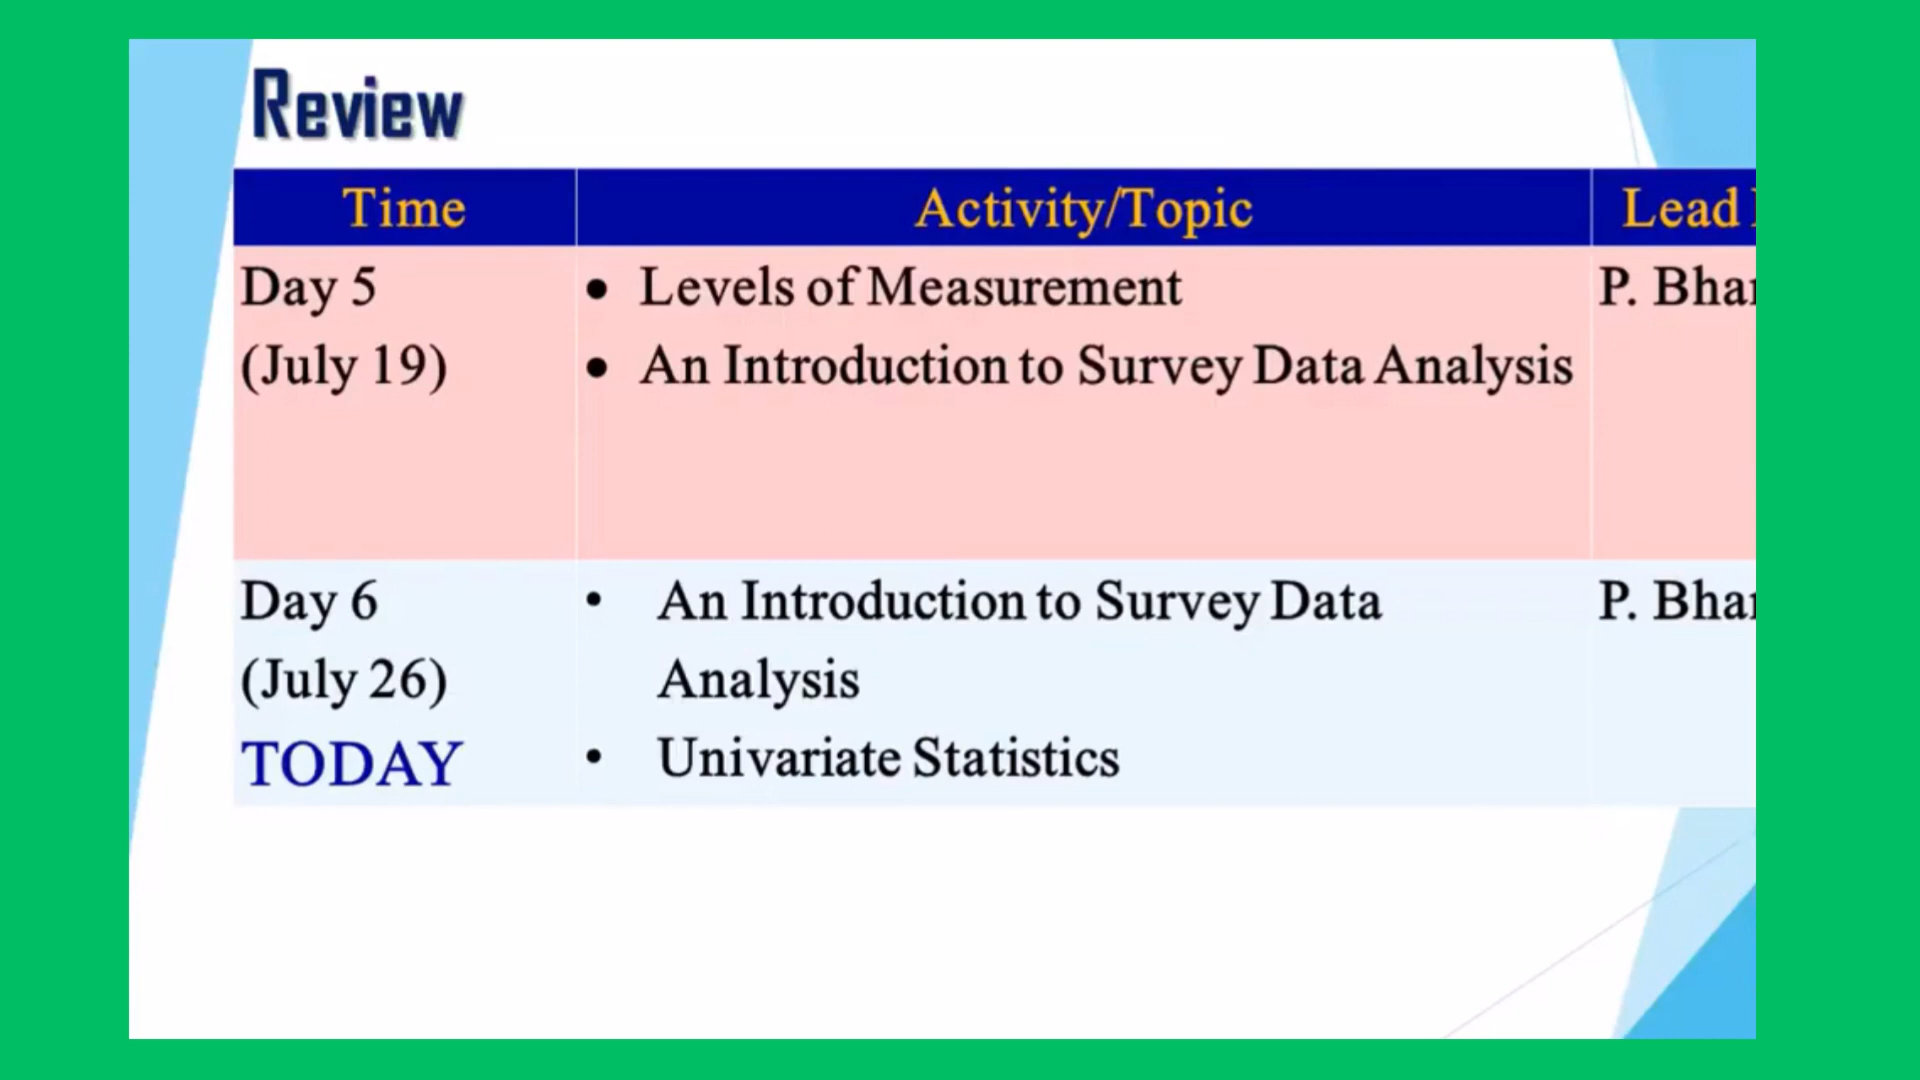 Review
Time
Activity/Topic
Lead
Day 5
(July 19)
• Levels of Measurement
• An Introduction to Survey Data Analysis
P.
Day 6
(July 26)
TODAY
• An Introduction to Survey Data
Analysis
• Univariate Statistics
P.